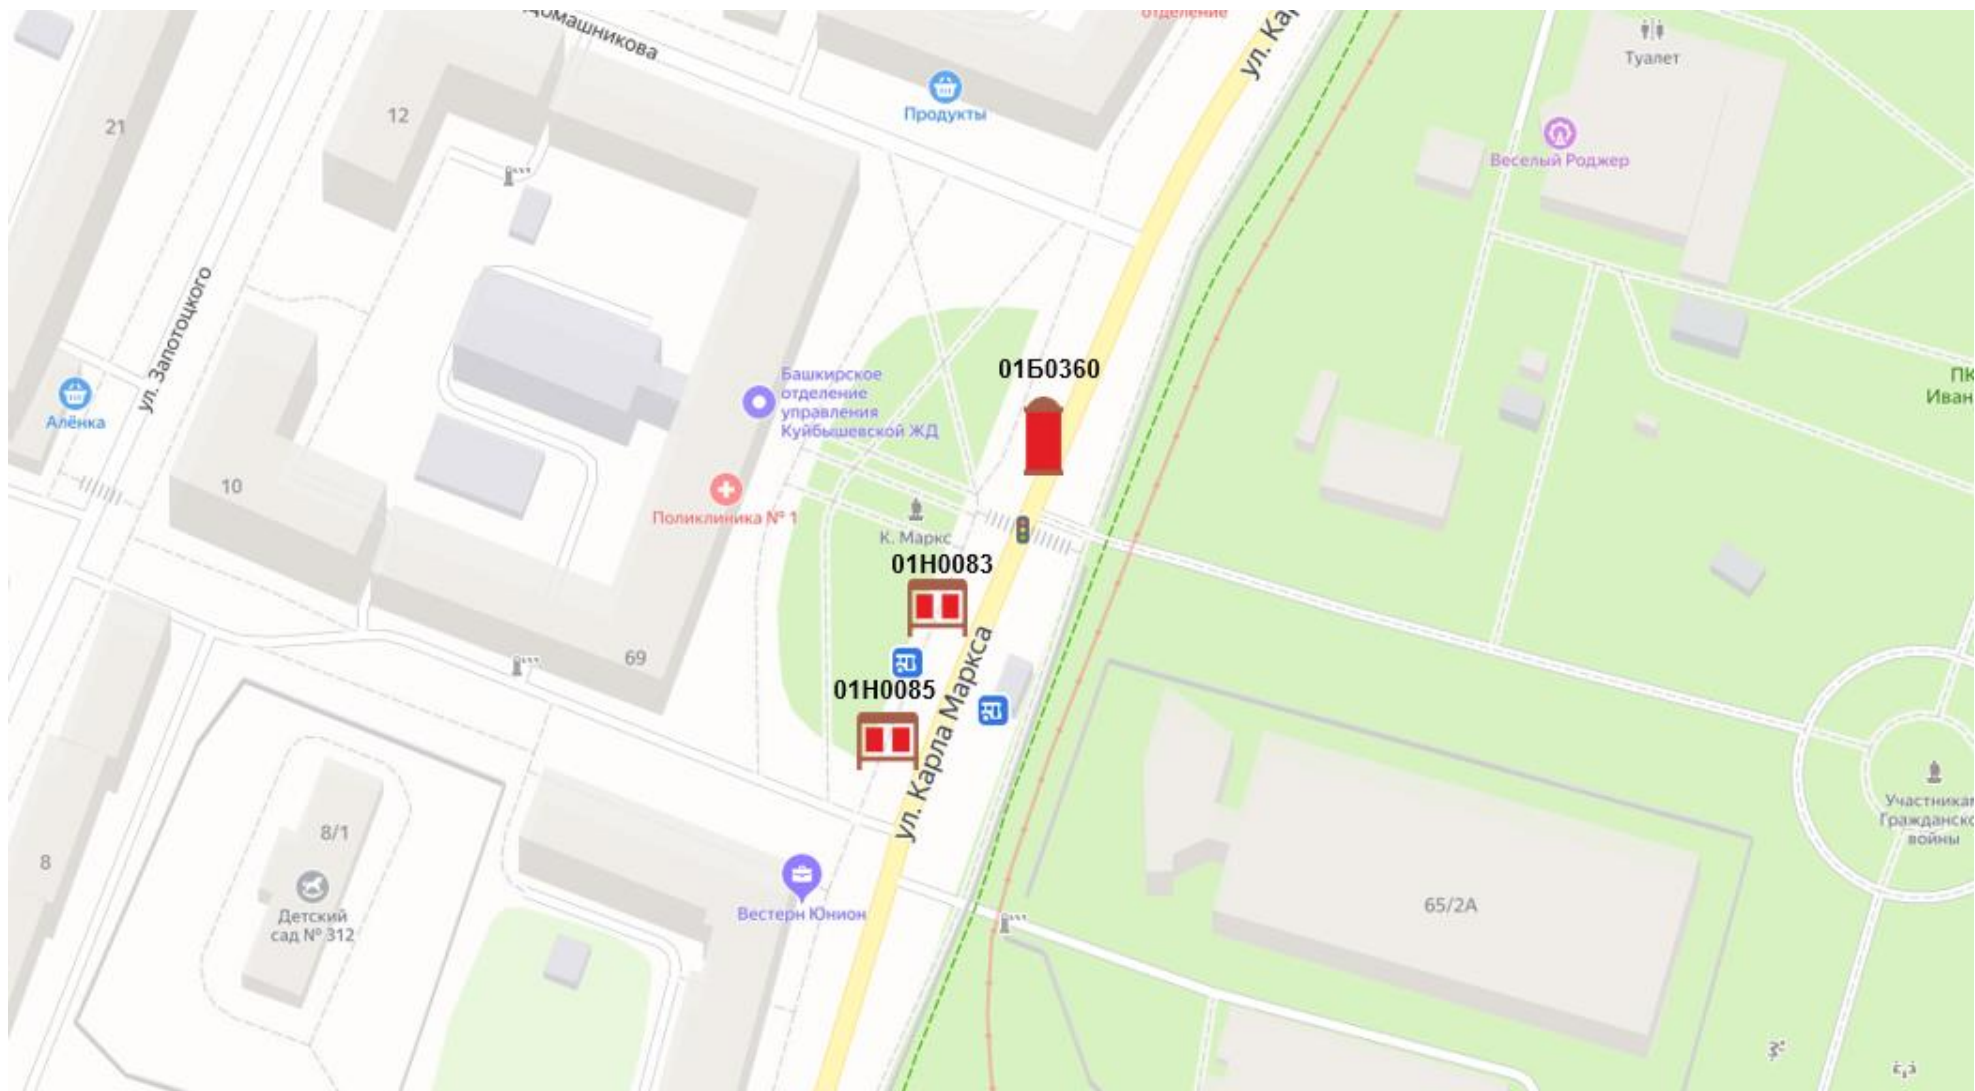 отделение
домашникова
ул. Ка
Туалет
Продукты
12
21
Веселый Роджер
ул. Запотоцкого
01Б0360
Башкирское
отделение
управления
Куйбышевской ЖД
ПК
Иван
Алёнка
10
Поликлиника № 1
К. Маркс
01Н0083
69
01Н0085
ул. Карла Маркса
Участникам
Гражданско
войны
8/1
8
65/2А
Вестерн Юнион
Детский
сад № 312